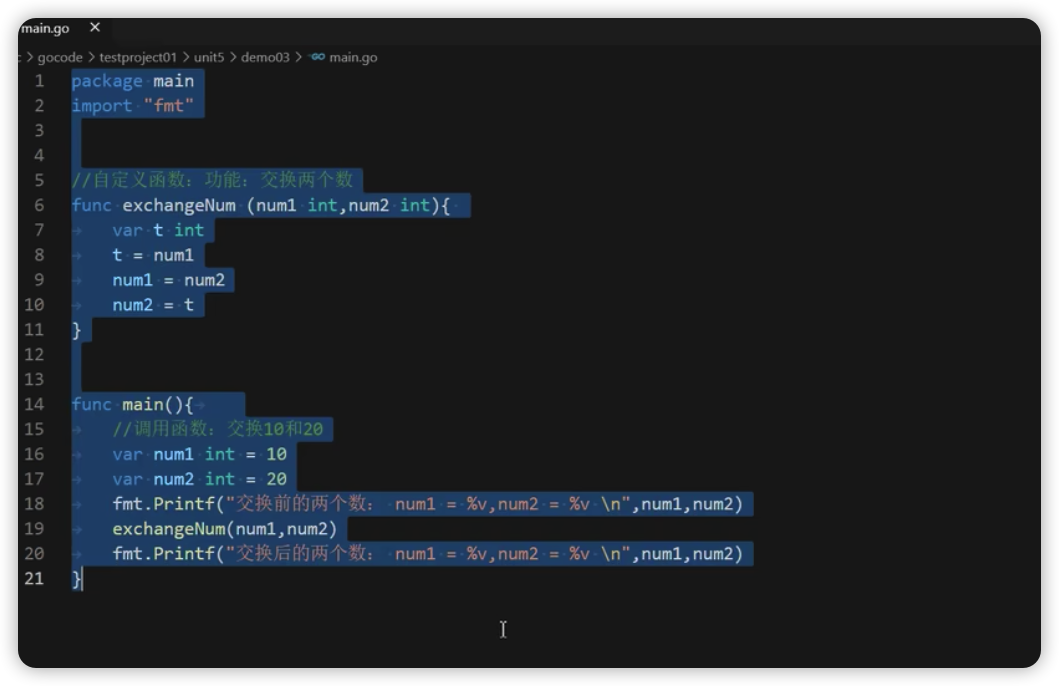 main.go ×
gocode > testproject01 > unit5 > demo03 > main.go
1 package main
2 import "fmt"
3
4
5 //自定义函数：功能：交换两个数
6 func exchangeNum (num1 int,num2 int){
7 var t int
8 t = num1
9 num1 = num2
10 num2 = t
11 }
12
13
14 func main(){
15 //调用函数：交换10和20
16 var num1 int = 10
17 var num2 int = 20
18 fmt.Printf("交换前的两个数： num1 = %v,num2 = %v \n",num1,num2)
19 exchangeNum(num1,num2)
20 fmt.Printf("交换后的两个数： num1 = %v,num2 = %v \n",num1,num2)
21 }